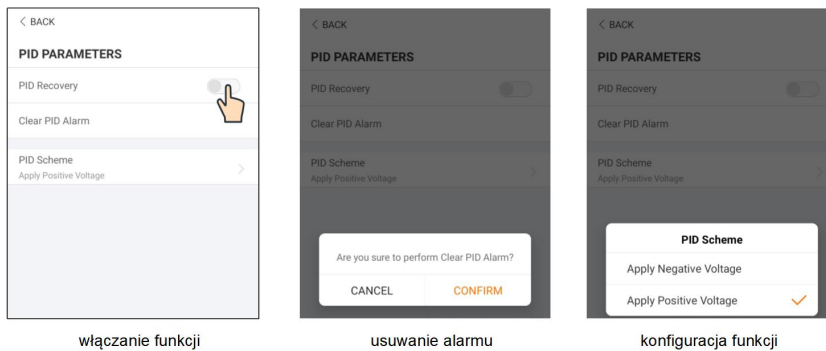 < BACK
PID PARAMETERS
PID Recovery
Clear PID Alarm
PID Scheme
Apply Positive Voltage
włączanie funkcji
< BACK
PID PARAMETERS
PID Recovery
Clear PID Alarm
PID Scheme
Apply Positive Voltage
Are you sure to perform Clear PID Alarm?
CANCEL CONFIRM
usuwanie alarmu
< BACK
PID PARAMETERS
PID Recovery
Clear PID Alarm
PID Scheme
Apply Positive Voltage
PID Scheme
Apply Negative Voltage
Apply Positive Voltage
konfiguracja funkcji